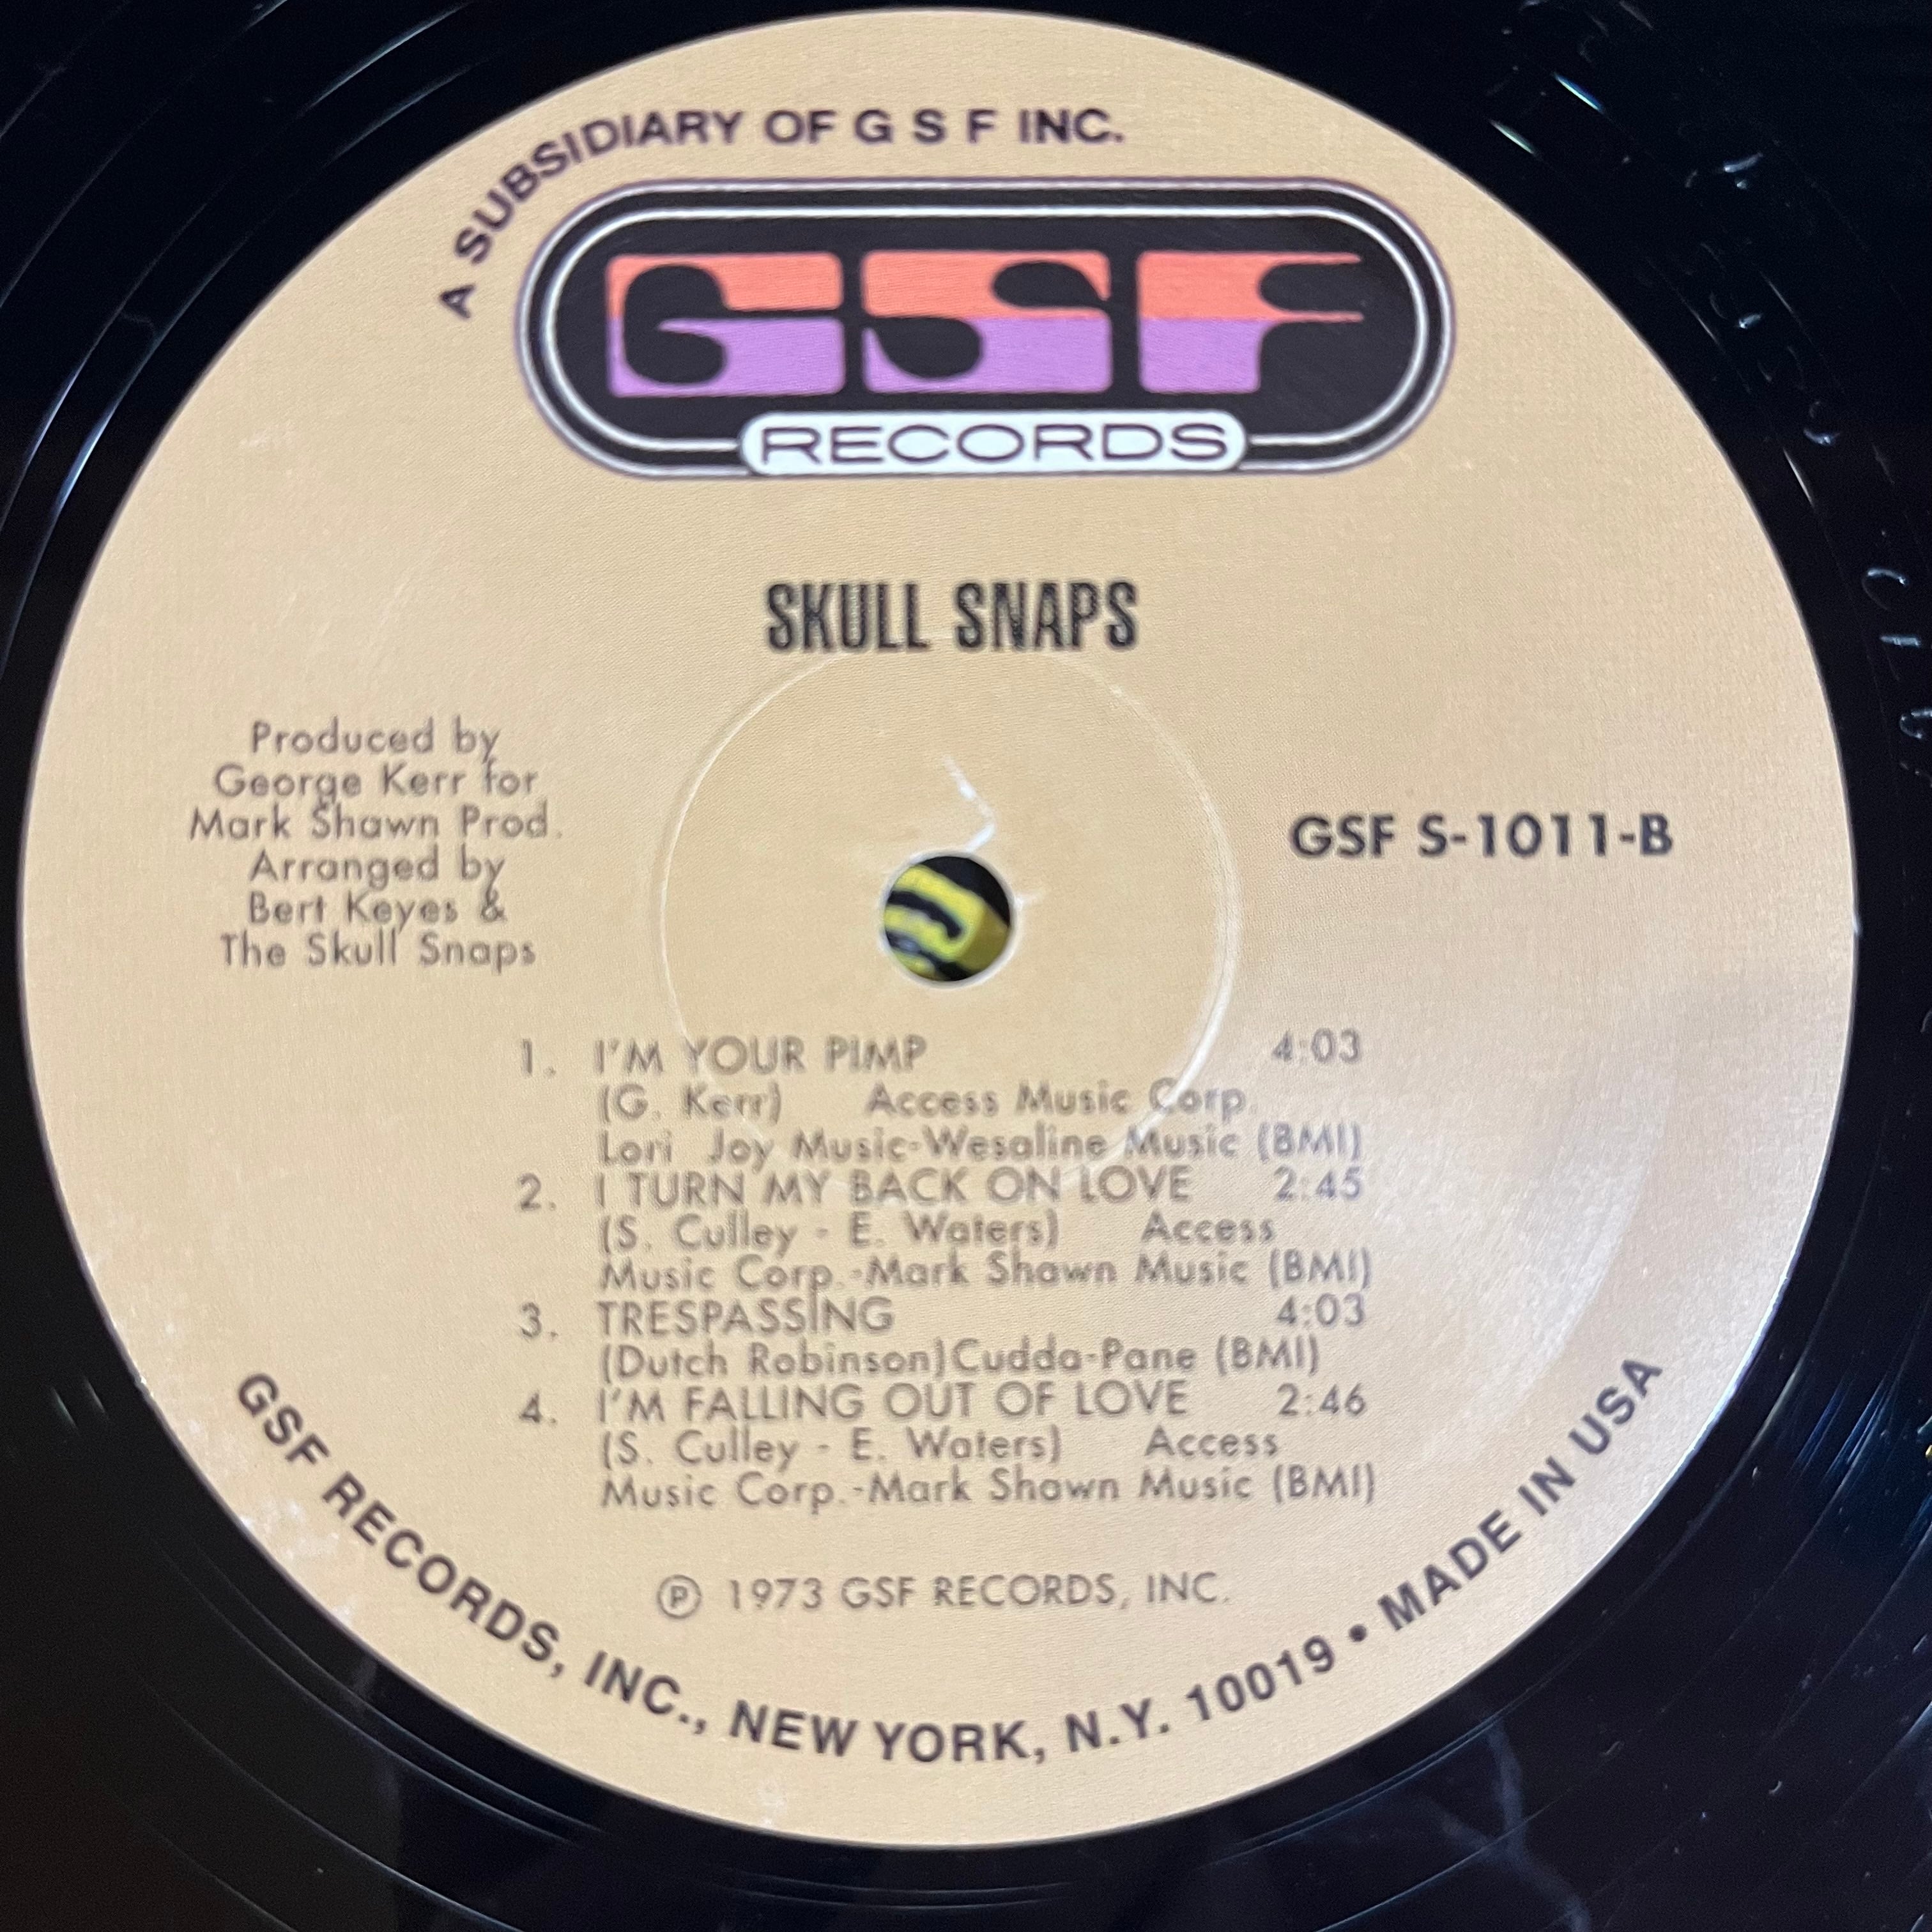 A SUBSIDIARY OF G S F INC.
GSF
RECORDS
SKULL SNAPS
Produced by
George Kerr for
Mark Shawn Prod.
Arranged by
Bert Keyes &
The Skull Snaps
GSF S-1011-B
1. I'M YOUR PIMP 4:03
(G. Kerr) Access Music Corp.
Lori Joy Music-Wesaline Music (BMI)
2. I TURN MY BACK ON LOVE 2:45
(S. Culley - E. Waters) Access
Music Corp.-Mark Shawn Music (BMI)
3. TRESPASSING 4:03
(Dutch Robinson)Cudda-Pane (BMI)
4. I'M FALLING OUT OF LOVE 2:46
(S. Culley - E. Waters) Access
Music Corp.-Mark Shawn Music (BMI)
Ⓟ 1973 GSF RECORDS, INC.
GSF RECORDS, INC., NEW YORK, N.Y. 10019 • MADE IN USA